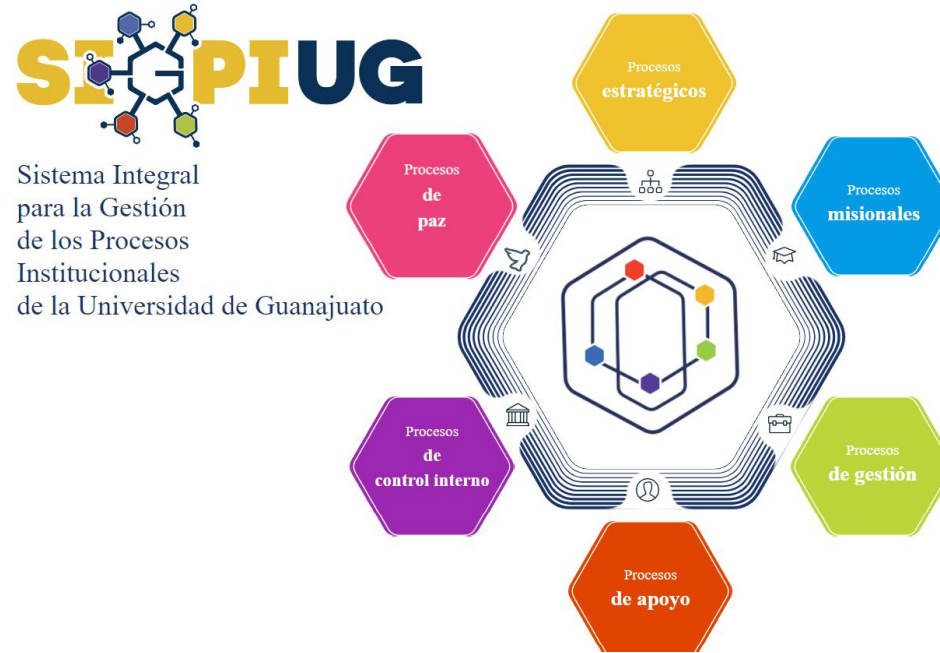 SIGPIUG
Sistema Integral
para la Gestión
de los Procesos
Institucionales
de la Universidad de Guanajuato
Procesos
estratégicos
Procesos
de
paz
Procesos
misionales
Procesos
de
control interno
Procesos
de gestión
Procesos
de apoyo